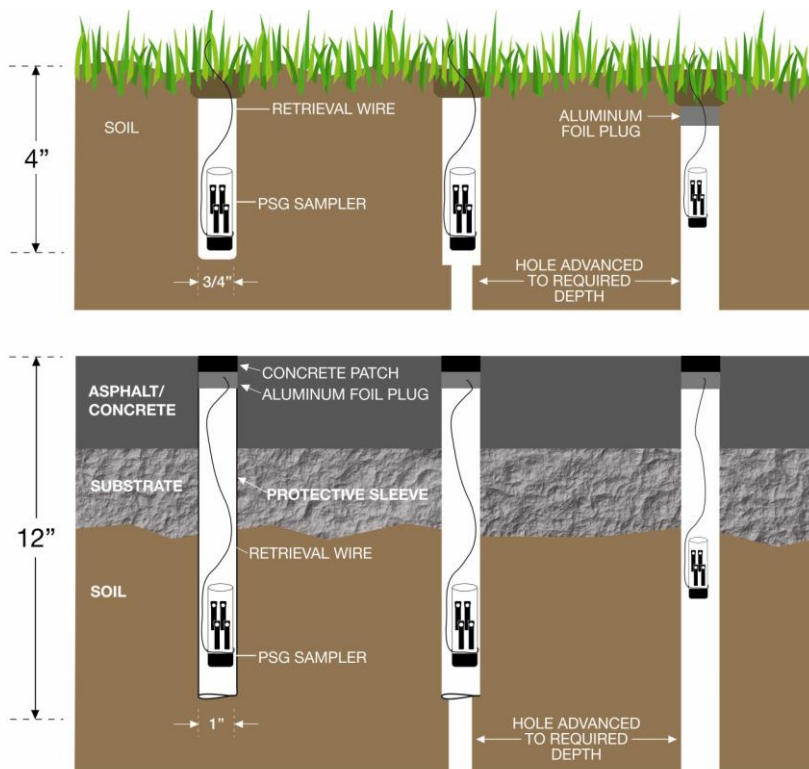 RETRIEVAL WIRE
SOIL
ALUMINUM
FOIL PLUG
4”
PSG SAMPLER
HOLE ADVANCED
TO REQUIRED
DEPTH
3/4”
CONCRETE PATCH
ASPHALT/
CONCRETE
ALUMINUM FOIL PLUG
SUBSTRATE
PROTECTIVE SLEEVE
12”
RETRIEVAL WIRE
SOIL
PSG SAMPLER
1”
HOLE ADVANCED
TO REQUIRED
DEPTH